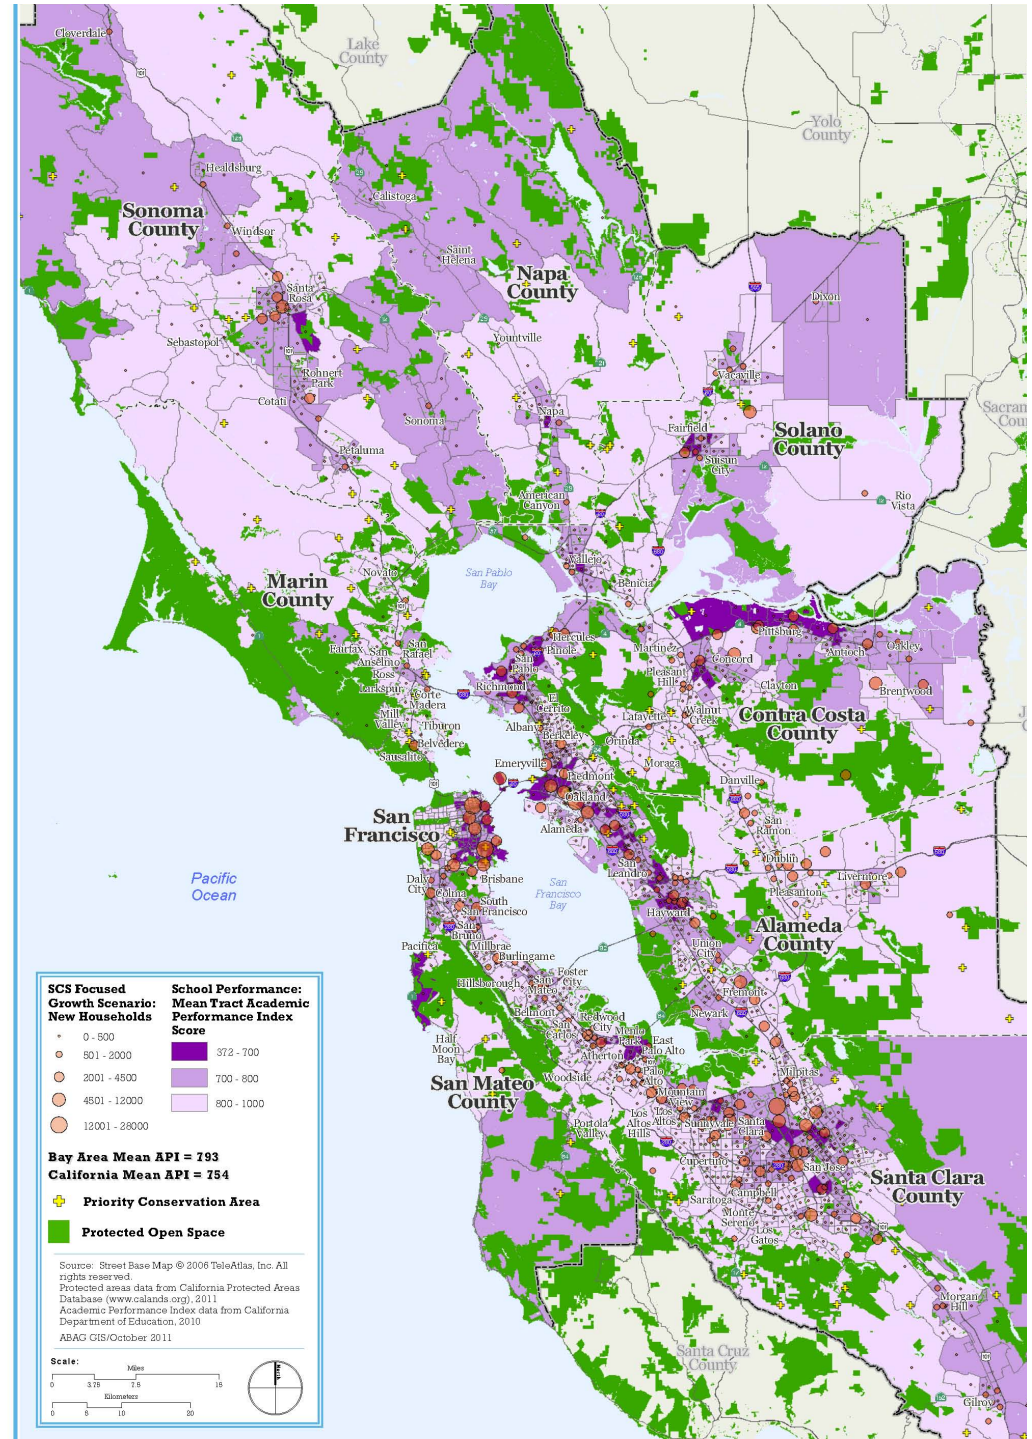 Cloverdale
Lake
County
Yolo
County
Healdsburg
Calistoga
Sonoma
County
Windsor
Saint
Helena
Napa
County
Santa
Rosa
Dixon
Sebastopol
Yountville
Rohnert
Park
Vacaville
Cotati
Napa
Sonoma
Fairfield
Solano
County
Petaluma
Suisun
City
American
Canyon
Rio
Vista
Vallejo
San Pablo
Bay
Benicia
Novato
Marin
County
Hercules
Pinole
Pittsburg
Martinez
Antioch
Oakley
Fairfax
San
Anselmo
San
Rafael
San
Pablo
Concord
Ross
Pleasant
Hill
Clayton
Richmond
Larkspur
Corte
Madera
El
Cerrito
Brentwood
Mill
Valley
Tiburon
Albany
Lafayette
Walnut
Creek
Contra Costa
County
Belvedere
Berkeley
Orinda
Sausalito
Emeryville
Piedmont
Moraga
Danville
Oakland
San
Francisco
Alameda
San
Ramon
San
Leandro
Dublin
Livermore
Daly
City
Brisbane
Pleasanton
Pacific
Ocean
Colma
San
Francisco
Bay
South
San Francisco
Hayward
San
Bruno
Alameda
County
Pacifica
Millbrae
Union
City
Burlingame
Hillsborough
Foster
City
San
Mateo
Fremont
Belmont
Newark
San
Carlos
Redwood
City
Menlo
Park
Half
Moon
Bay
Atherton
East
Palo Alto
Woodside
Palo
Alto
Milpitas
San Mateo
County
Mountain
View
Portola
Valley
Los
Altos
Hills
Los
Altos
Sunnyvale
Santa
Clara
Cupertino
San Jose
Santa Clara
County
Saratoga
Campbell
Monte
Sereno
Los
Gatos
Morgan
Hill
Santa Cruz
County
Gilroy
SCS Focused
Growth Scenario:
New Households
0 - 500
501 - 2000
2001 - 4500
4501 - 12000
12001 - 28000
School Performance:
Mean Tract Academic
Performance Index
Score
372 - 700
700 - 800
800 - 1000
Bay Area Mean API = 793
California Mean API = 754
Priority Conservation Area
Protected Open Space
Source: Street Base Map © 2006 TeleAtlas, Inc. All
rights reserved.
Protected areas data from California Protected Areas
Database (www.calands.org), 2011
Academic Performance Index data from California
Department of Education, 2010
ABAG GIS/October 2011
Scale:
Miles
0 3.75 7.5 15
Kilometers
0 5 10 20
North